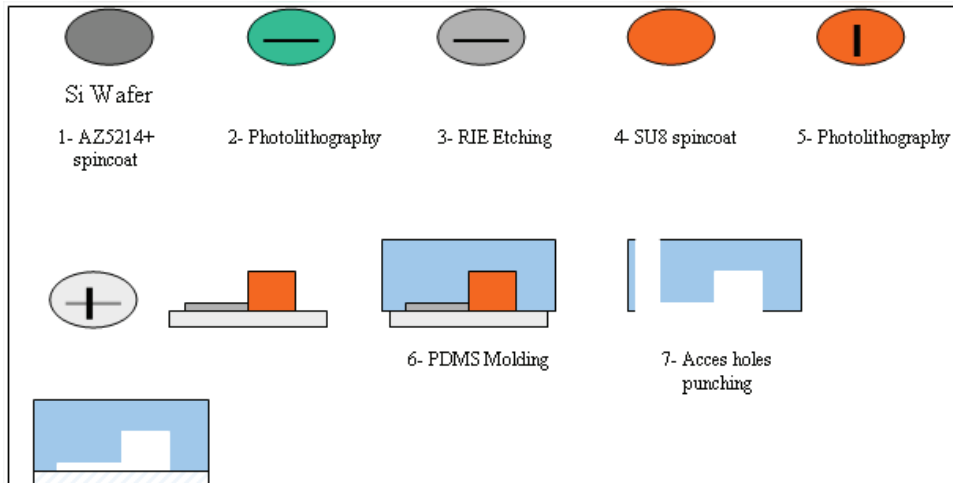 Si Wafer
1- AZ5214+
spincoat
2- Photolithography
3- RIE Etching
4- SU8 spincoat
5- Photolithography
6- PDMS Molding
7- Acces holes
punching